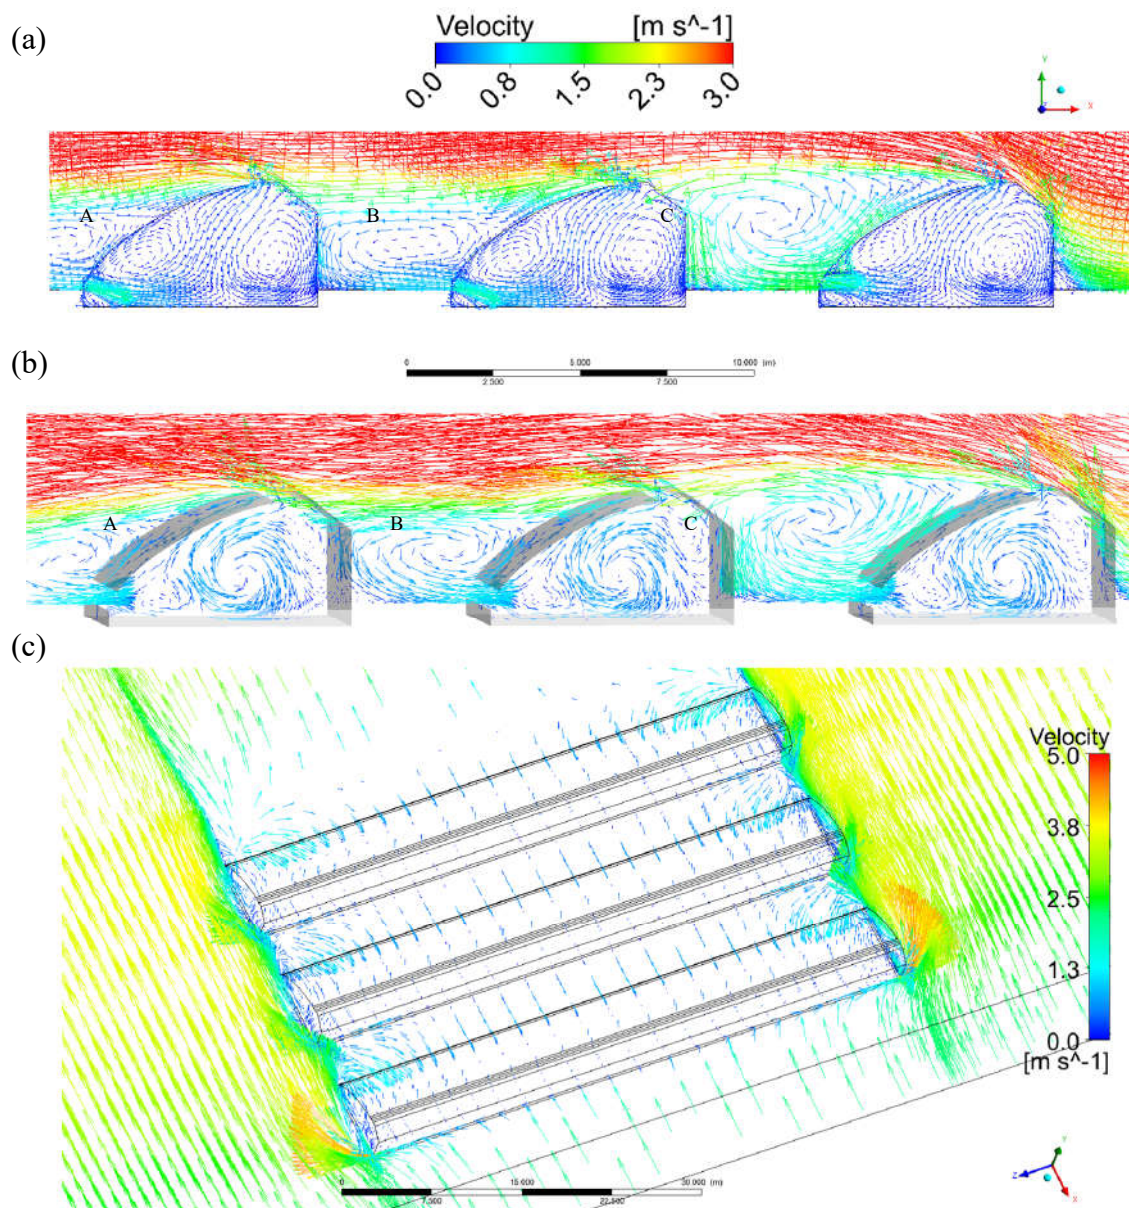 (a)
Velocity [m s^-1]
0.0 0.8 1.5 2.3 3.0
Y
X
Z
A B C
(b)
0 5.000 10.000 (m)
2.500 7.500
A B C
(c)
Velocity
5.0
3.8
2.5
1.3
0.0
[m s^-1]
0 15.000 30.000 (m)
7.500 22.500
Y
Z
X